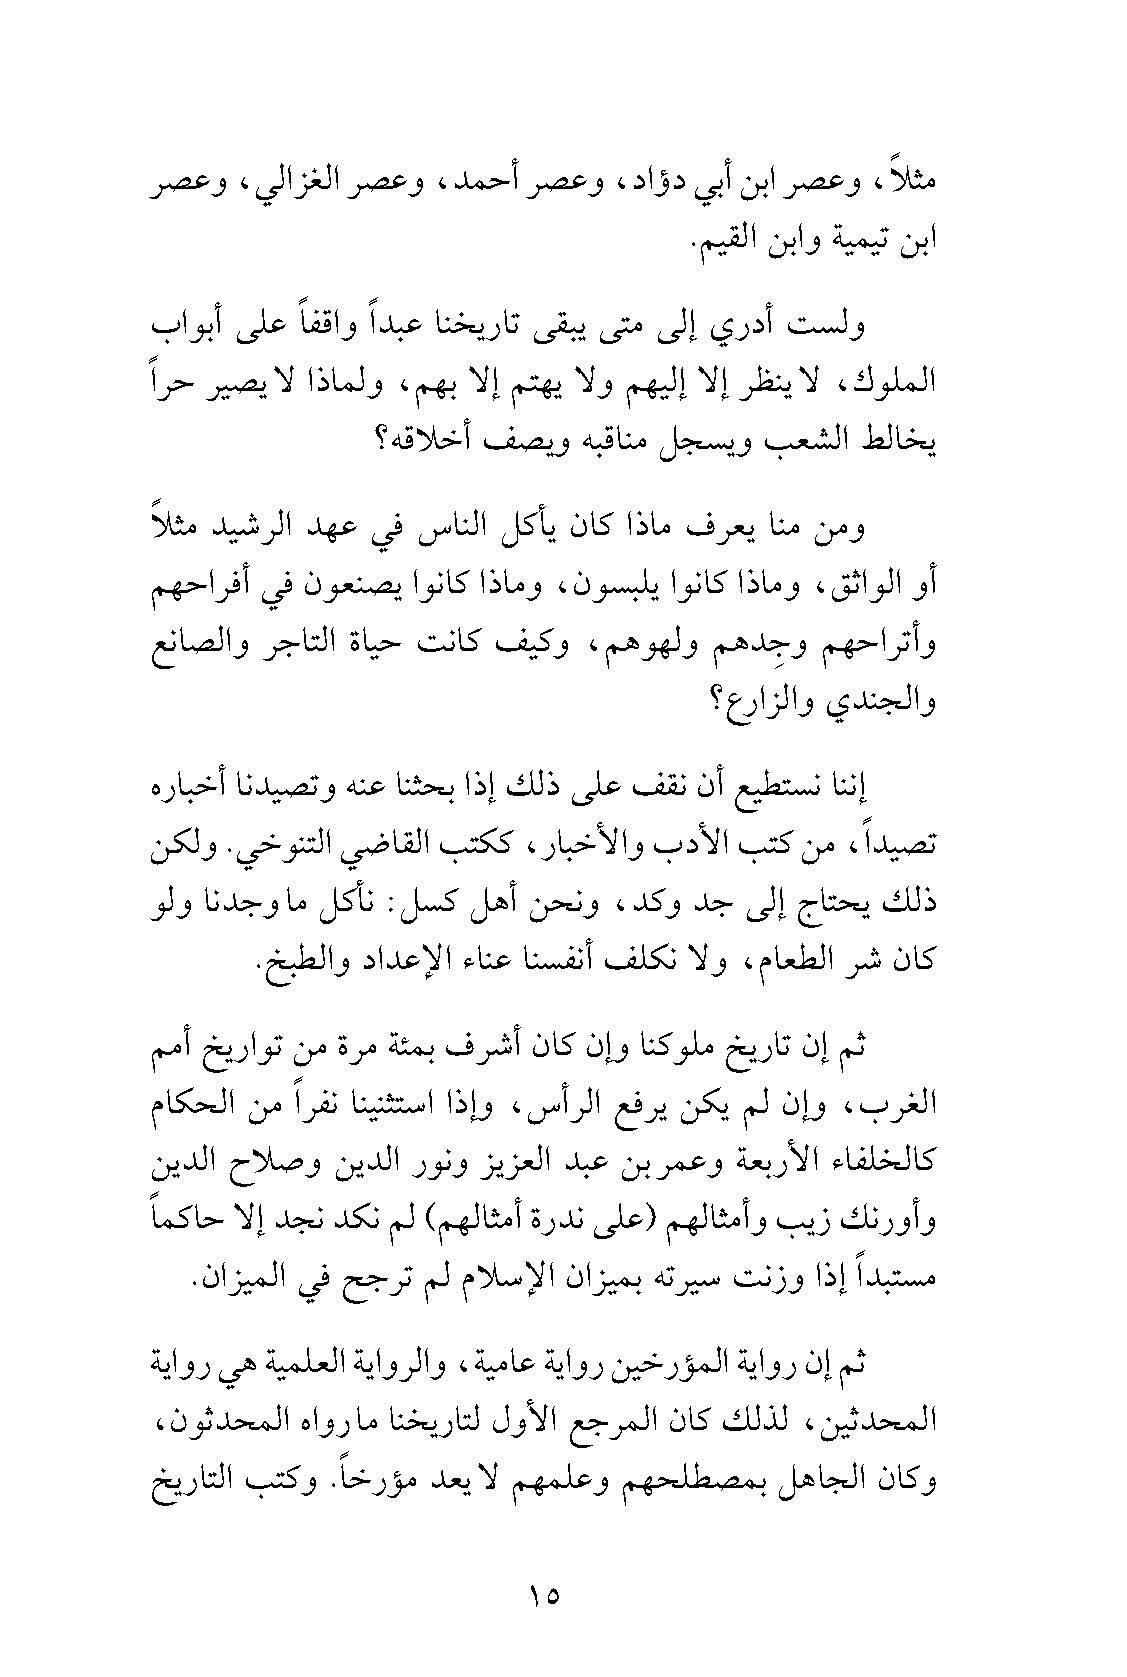 مثلاً، وعصر ابن أبي دؤاد، وعصر أحمد، وعصر الغزالي، وعصر
ابن تيمية وابن القيم.
ولست أدري إلى متى يبقى تاريخنا عبداً واقفاً على أبواب
الملوك، لا ينظر إلا إليهم ولا يهتم إلا بهم، ولماذا لا يصير حراً
يخالط الشعب ويسجل مناقبه ويصف أخلاقه؟
ومن منا يعرف ماذا كان يأكل الناس في عهد الرشيد مثلاً
أو الواثق، وماذا كانوا يلبسون، وماذا كانوا يصنعون في أفراحهم
وأتراحهم وجِدهم ولهوهم، وكيف كانت حياة التاجر والصانع
والجندي والزارع؟
إننا نستطيع أن نقف على ذلك إذا بحثنا عنه وتصيدنا أخباره
تصيداً، من كتب الأدب والأخبار، ككتب القاضي التنوخي. ولكن
ذلك يحتاج إلى جد وكد، ونحن أهل كسل: نأكل ما وجدنا ولو
كان شر الطعام، ولا نكلف أنفسنا عناء الإعداد والطبخ.
ثم إن تاريخ ملوكنا وإن كان أشرف بمئة مرة من تواريخ أمم
الغرب، وإن لم يكن يرفع الرأس، وإذا استثنينا نفراً من الحكام
كالخلفاء الأربعة وعمر بن عبد العزيز ونور الدين وصلاح الدين
وأورنك زيب وأمثالهم (على ندرة أمثالهم) لم نكد نجد إلا حاكماً
مستبداً إذا وزنت سيرته بميزان الإسلام لم ترجح في الميزان.
ثم إن رواية المؤرخين رواية عامية، والرواية العلمية هي رواية
المحدثين، لذلك كان المرجع الأول لتاريخنا ما رواه المحدثون،
وكان الجاهل بمصطلحهم وعلمهم لا يعد مؤرخاً. وكتب التاريخ
١٥